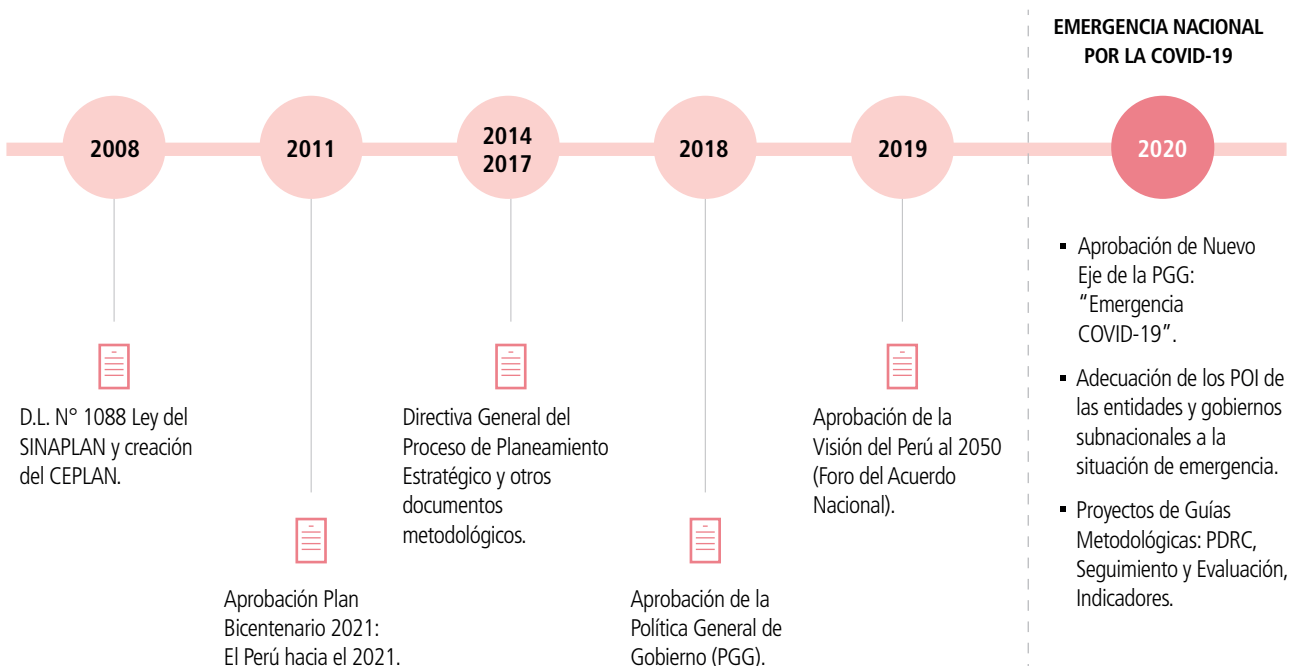 EMERGENCIA NACIONAL
POR LA COVID-19
2008
2011
2014
2017
2018
2019
2020
D.L. N° 1088 Ley del
SINAPLAN y creación
del CEPLAN.
Aprobación Plan
Bicentenario 2021:
El Perú hacia el 2021.
Directiva General del
Proceso de Planeamiento
Estratégico y otros
documentos
metodológicos.
Aprobación de la
Política General de
Gobierno (PGG).
Aprobación de la
Visión del Perú al 2050
(Foro del Acuerdo
Nacional).
▪ Aprobación de Nuevo
Eje de la PGG:
"Emergencia
COVID-19".
▪ Adecuación de los POI de
las entidades y gobiernos
subnacionales a la
situación de emergencia.
▪ Proyectos de Guías
Metodológicas: PDRC,
Seguimiento y Evaluación,
Indicadores.